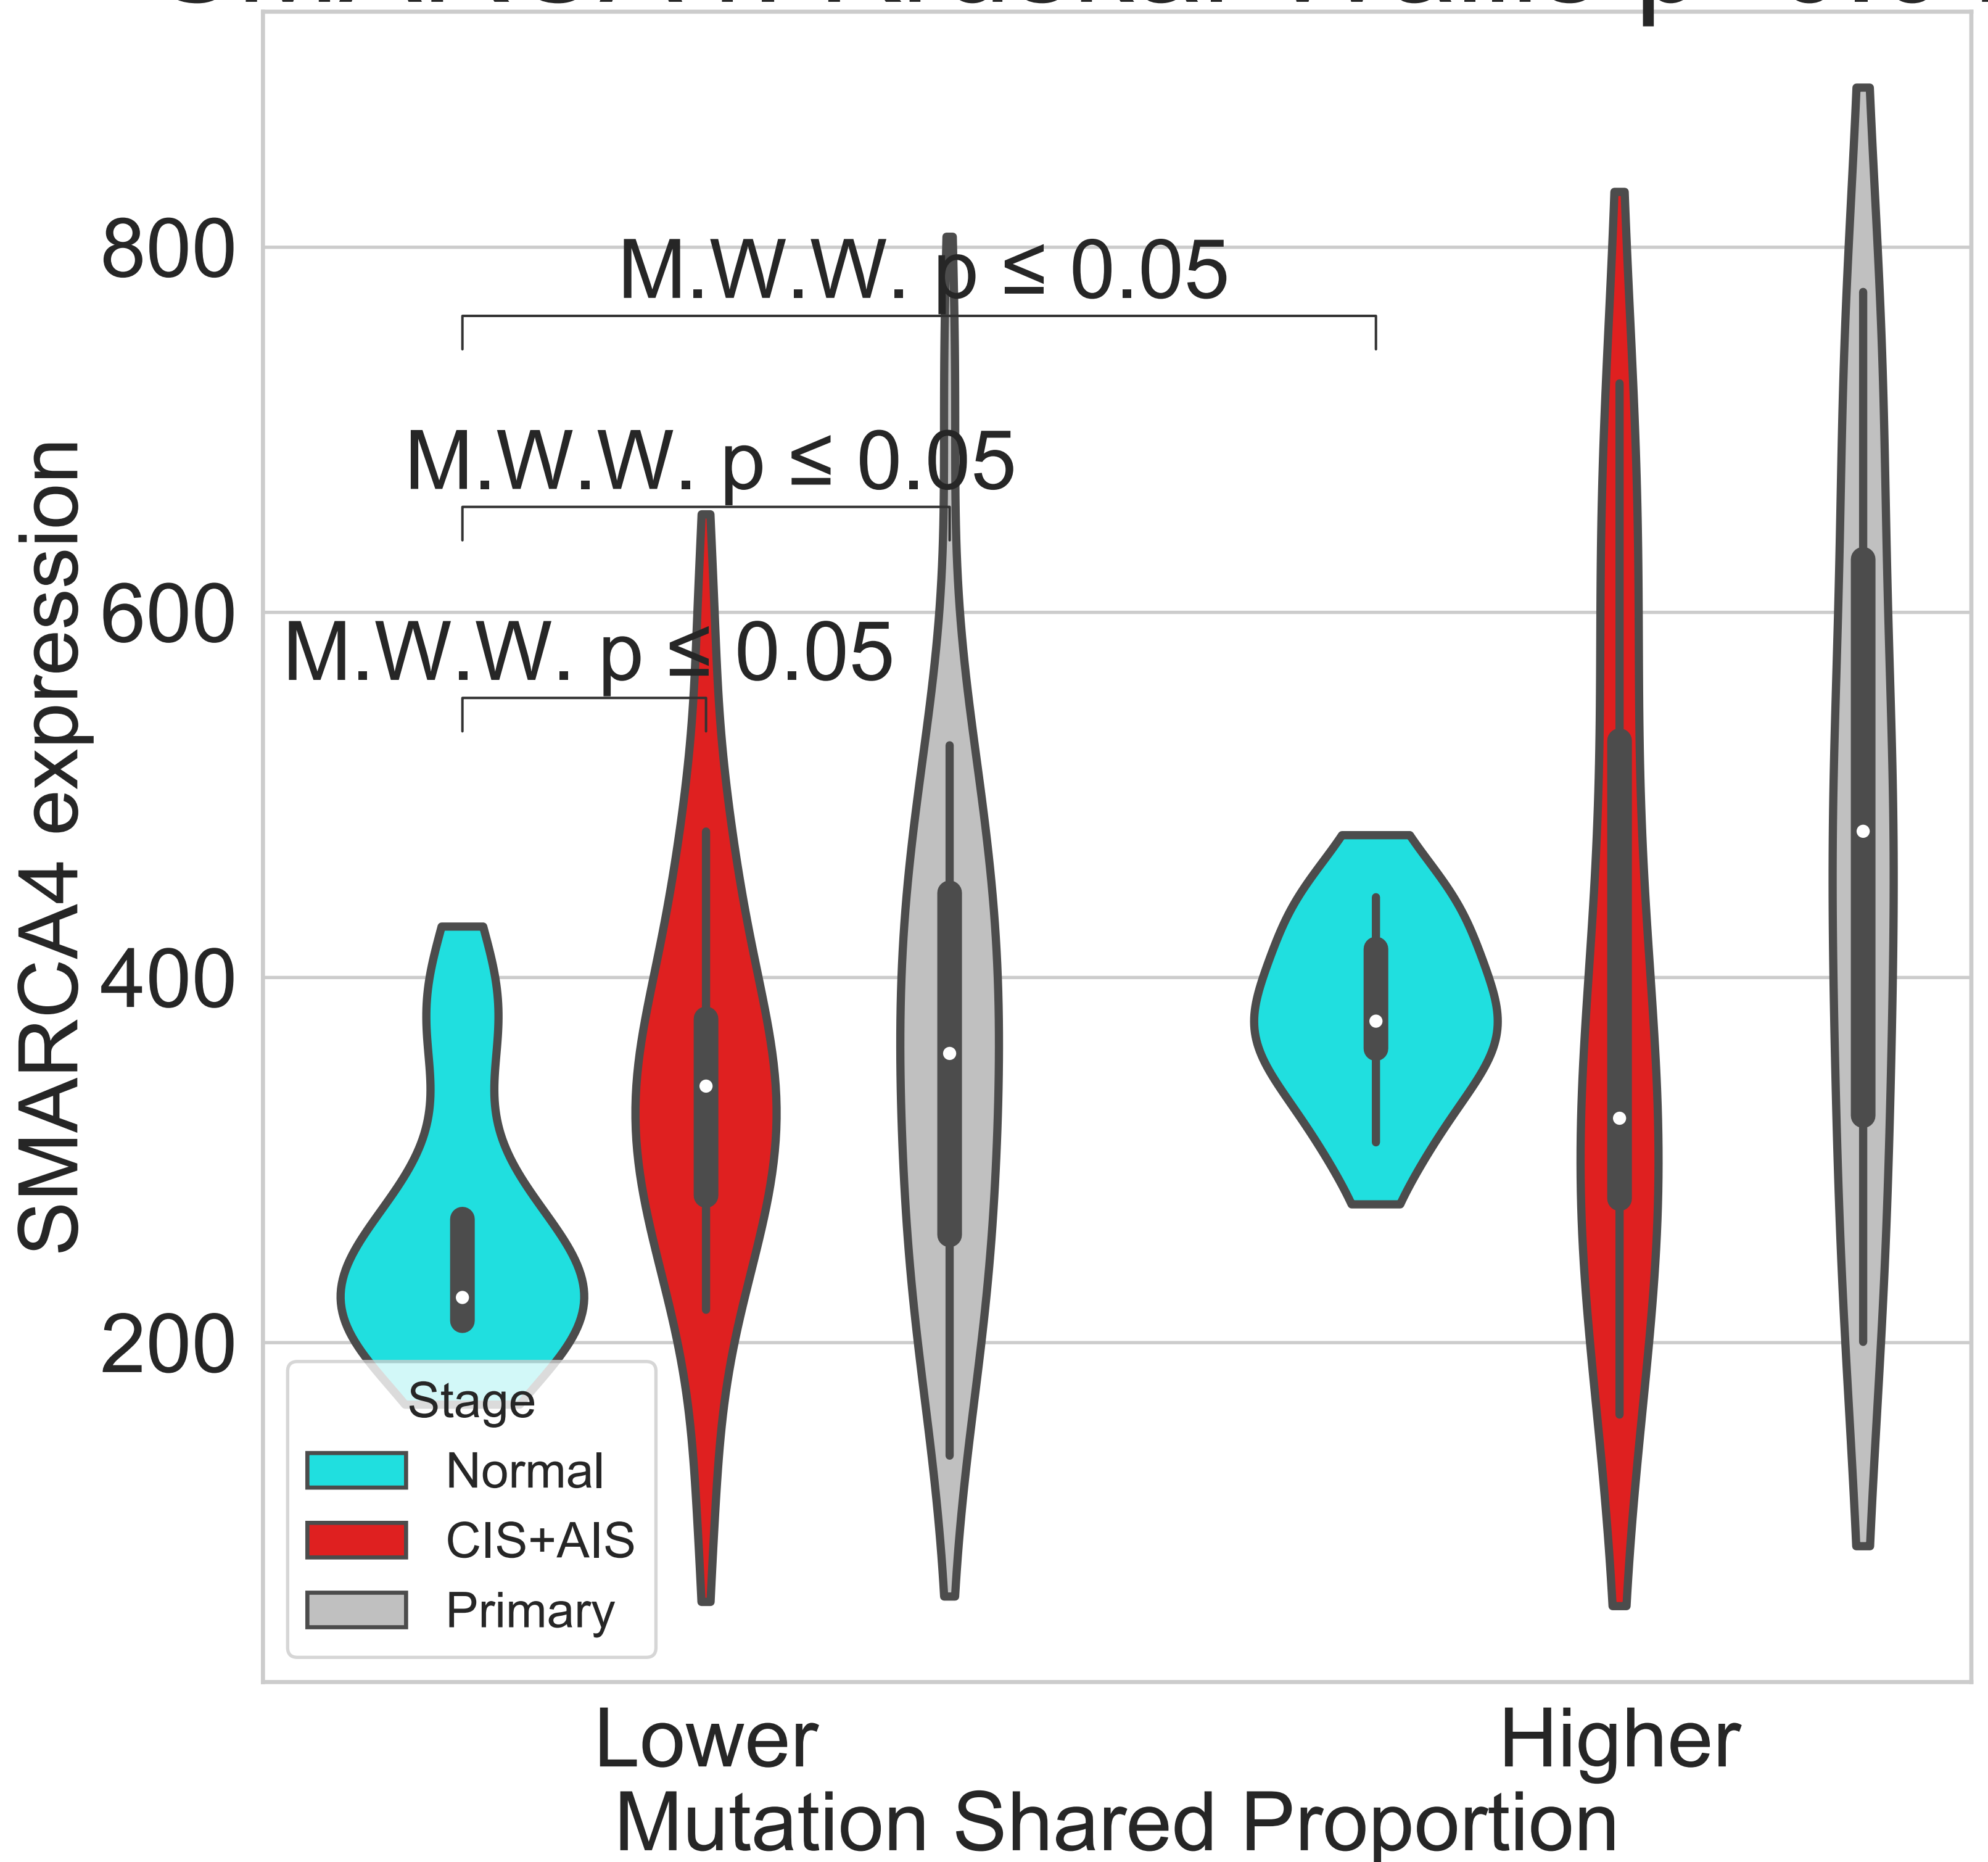 800
600
400
200
SMARCA4 expression
M.W.W. p ≤ 0.05
M.W.W. p ≤ 0.05
M.W.W. p ≤ 0.05
Stage
Normal
CIS+AIS
Primary
Lower
Higher
Mutation Shared Proportion